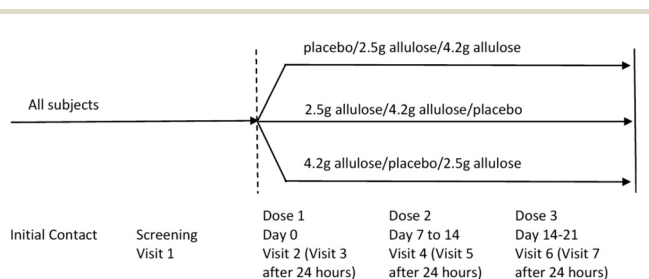 placebo/2.5g allulose/4.2g allulose
All subjects
2.5g allulose/4.2g allulose/placebo
4.2g allulose/placebo/2.5g allulose
Initial Contact
Screening
Visit 1
Dose 1
Day 0
Visit 2 (Visit 3
after 24 hours)
Dose 2
Day 7 to 14
Visit 4 (Visit 5
after 24 hours)
Dose 3
Day 14-21
Visit 6 (Visit 7
after 24 hours)